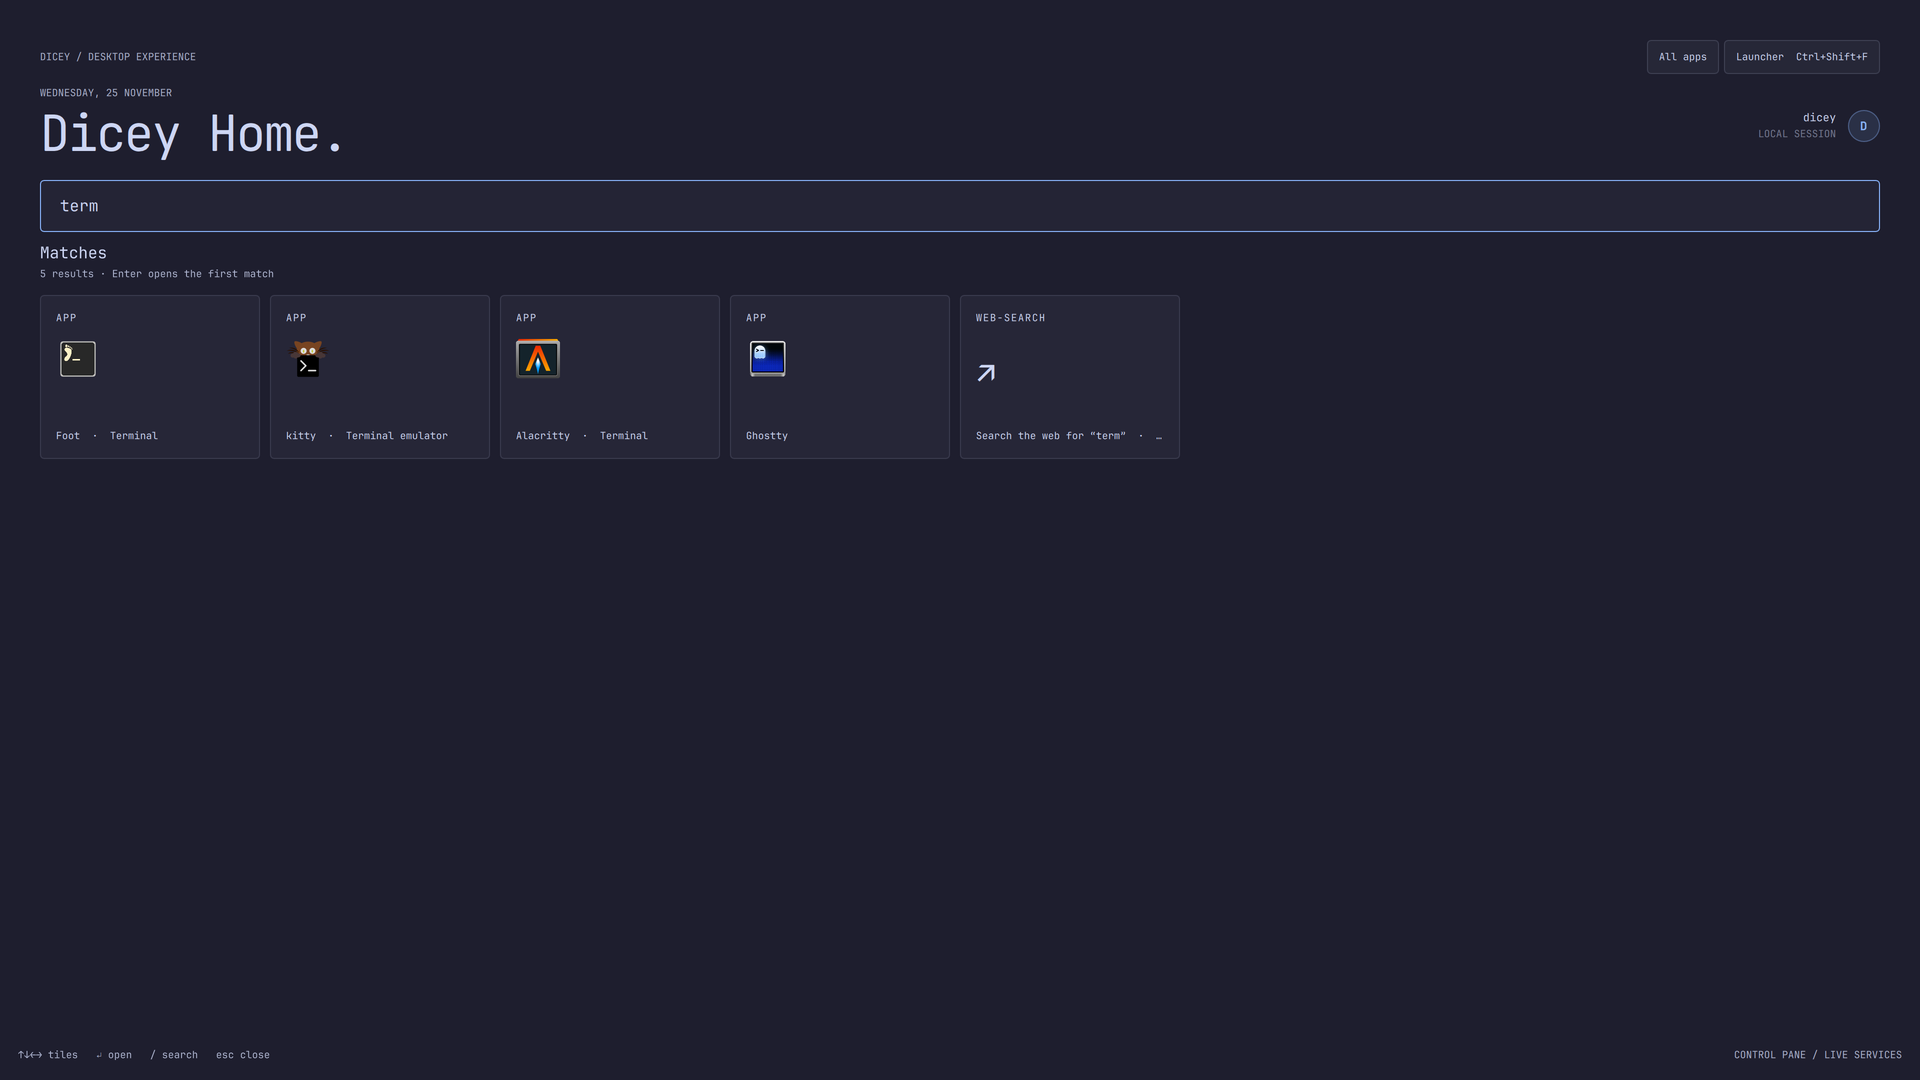 DICEY / DESKTOP EXPERIENCE
All apps
Launcher Ctrl+Shift+F
WEDNESDAY, 25 NOVEMBER
Dicey Home.
dicey
LOCAL SESSION
D
term
Matches
5 results · Enter opens the first match
APP
APP
APP
APP
WEB-SEARCH
Foot · Terminal
kitty · Terminal emulator
Alacritty · Terminal
Ghostty
Search the web for “term” · …
↑↓↔ tiles
↵ open
/ search
esc close
CONTROL PANE / LIVE SERVICES